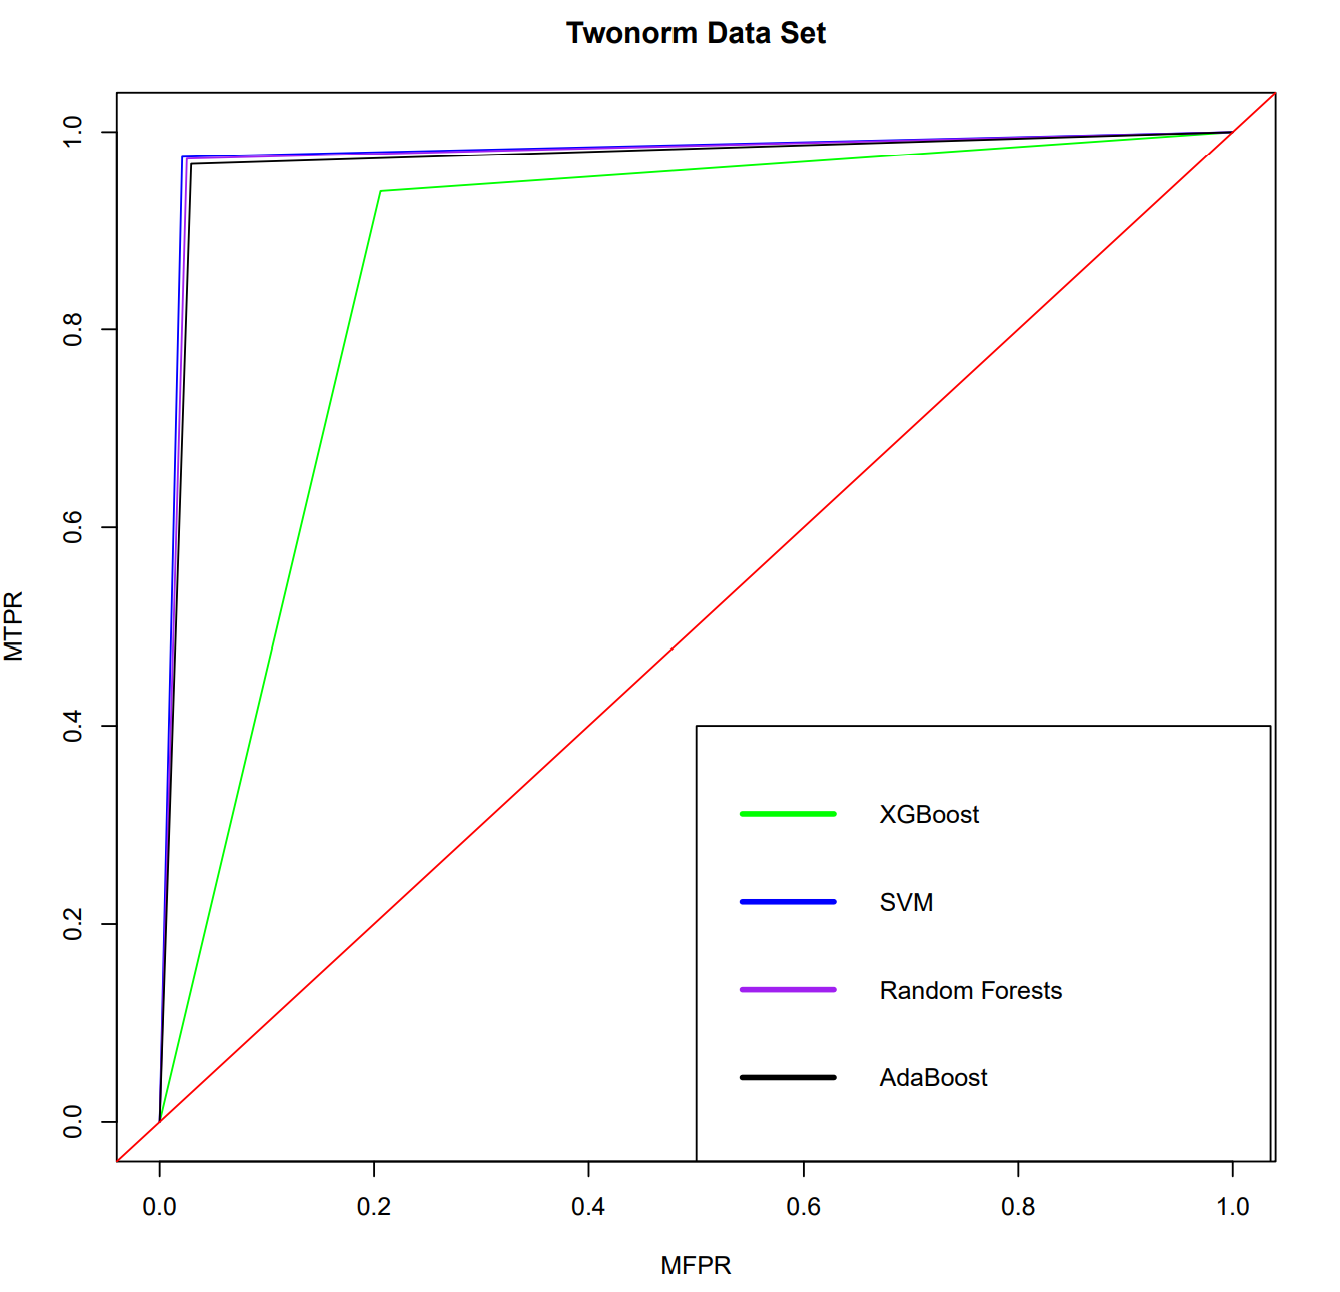 Twonorm Data Set
MTPR
1.0
0.8
0.6
0.4
0.2
0.0
XGBoost
SVM
Random Forests
AdaBoost
0.0 0.2 0.4 0.6 0.8 1.0
MFPR